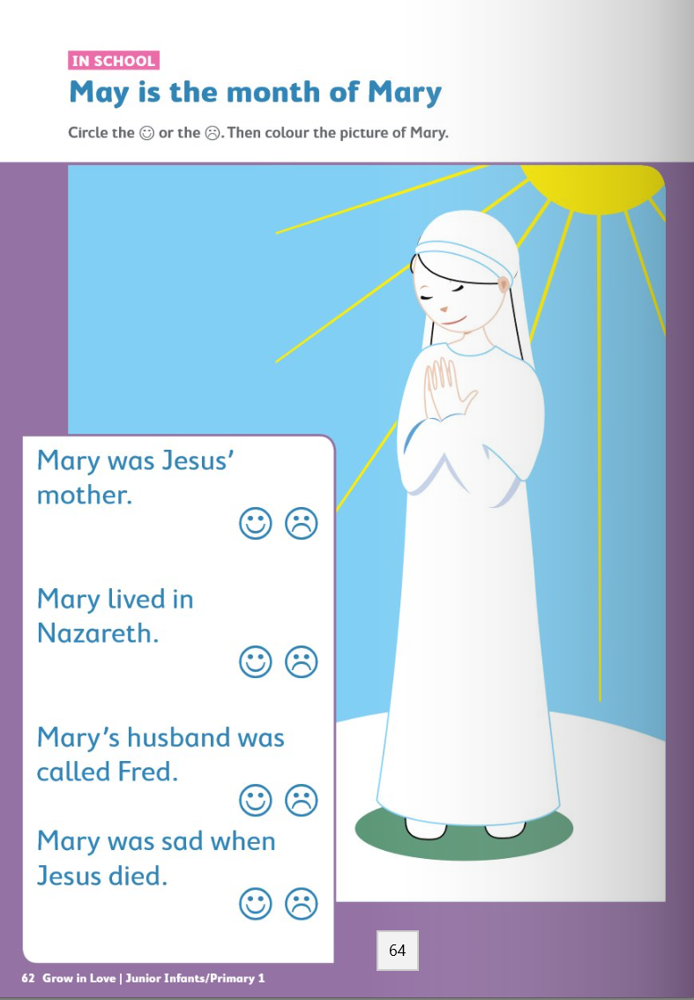 IN SCHOOL
May is the month of Mary
Circle the ☺ or the ☹. Then colour the picture of Mary.
Mary was Jesus’
mother.
Mary lived in
Nazareth.
Mary’s husband was
called Fred.
Mary was sad when
Jesus died.
64
62 Grow in Love | Junior Infants/Primary 1